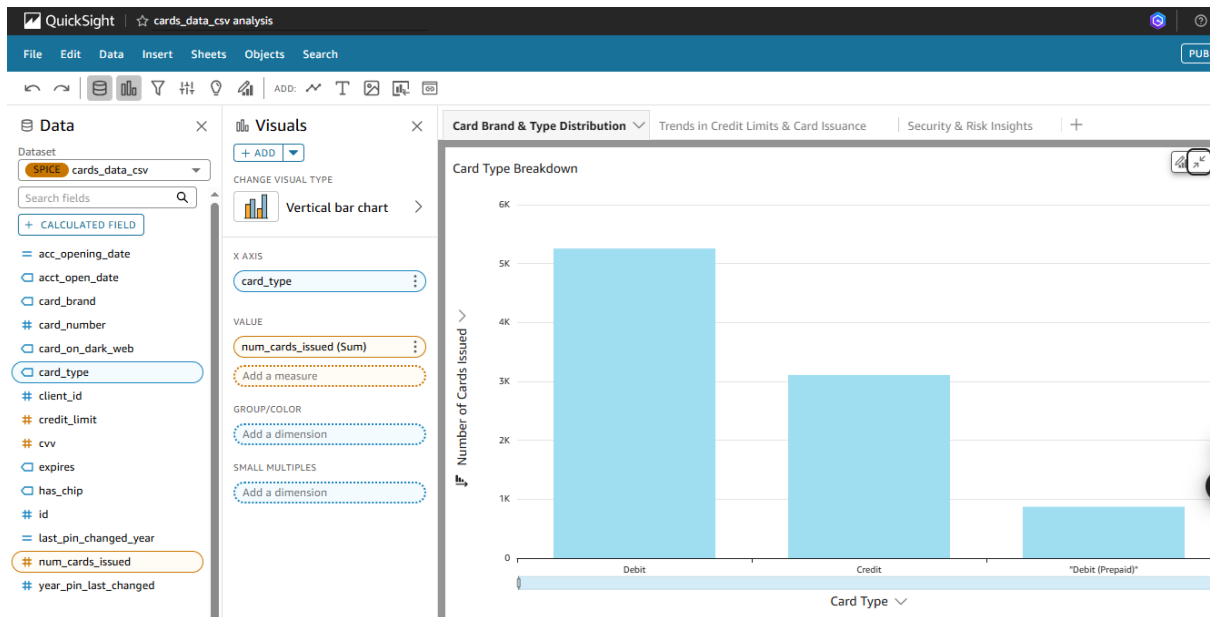 QuickSight cards_data_csv analysis
File Edit Data Insert Sheets Objects Search PUB
ADD:
Data
Dataset
SPICE cards_data_csv
Search fields
+ CALCULATED FIELD
acc_opening_date
acct_open_date
card_brand
card_number
card_on_dark_web
card_type
client_id
credit_limit
cvv
expires
has_chip
id
last_pin_changed_year
num_cards_issued
year_pin_last_changed
Visuals
+ ADD
CHANGE VISUAL TYPE
Vertical bar chart
X AXIS
card_type
VALUE
num_cards_issued (Sum)
Add a measure
GROUP/COLOR
Add a dimension
SMALL MULTIPLES
Add a dimension
Card Brand & Type Distribution Trends in Credit Limits & Card Issuance Security & Risk Insights
Card Type Breakdown
Number of Cards Issued
6K
5K
4K
3K
2K
1K
0
Debit Credit "Debit (Prepaid)"
Card Type